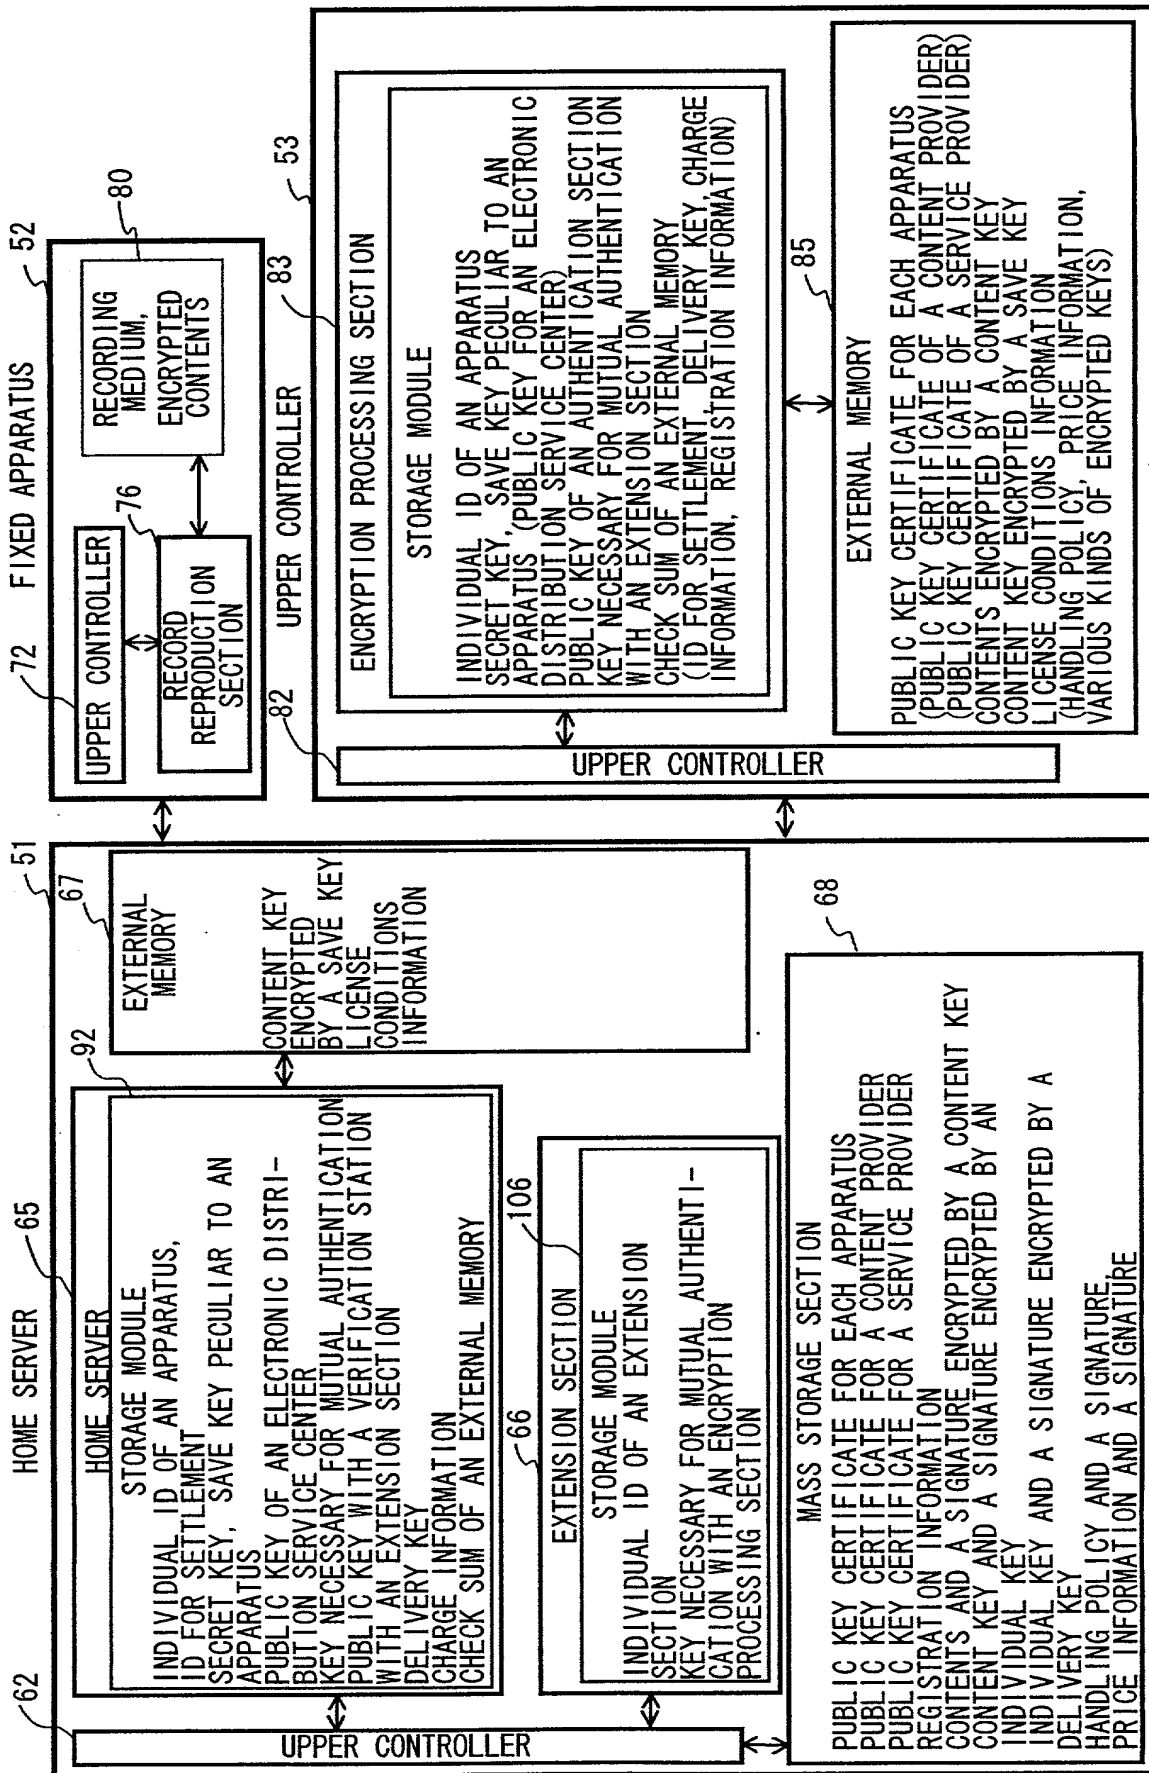 HOME SERVER
51
62
UPPER CONTROLLER
65
HOME SERVER
92
STORAGE MODULE
INDIVIDUAL ID OF AN APPARATUS,
ID FOR SETTLEMENT
SECRET KEY, SAVE KEY PECULIAR TO AN
APPARATUS
PUBLIC KEY OF AN ELECTRONIC DISTRI-
BUTION SERVICE CENTER
KEY NECESSARY FOR MUTUAL AUTHENTICATION
PUBLIC KEY WITH A VERIFICATION STATION
WITH AN EXTENSION SECTION
DELIVERY KEY
CHARGE INFORMATION
CHECK SUM OF AN EXTERNAL MEMORY
67
EXTERNAL
MEMORY
CONTENT KEY
ENCRYPTED
BY A SAVE KEY
LICENSE
CONDITIONS
INFORMATION
66
EXTENSION SECTION
106
STORAGE MODULE
INDIVIDUAL ID OF AN EXTENSION
SECTION
KEY NECESSARY FOR MUTUAL AUTHENTI-
CATION WITH AN ENCRYPTION
PROCESSING SECTION
68
MASS STORAGE SECTION
PUBLIC KEY CERTIFICATE FOR EACH APPARATUS
PUBLIC KEY CERTIFICATE FOR A CONTENT PROVIDER
PUBLIC KEY CERTIFICATE FOR A SERVICE PROVIDER
REGISTRATION INFORMATION
CONTENTS AND A SIGNATURE ENCRYPTED BY A CONTENT KEY
CONTENT KEY AND A SIGNATURE ENCRYPTED BY AN
INDIVIDUAL KEY
INDIVIDUAL KEY AND A SIGNATURE ENCRYPTED BY A
DELIVERY KEY
HANDLING POLICY AND A SIGNATURE,
PRICE INFORMATION AND A SIGNATURE
FIXED APPARATUS
52
72
UPPER CONTROLLER
76
RECORD
REPRODUCTION
SECTION
80
RECORDING
MEDIUM,
ENCRYPTED
CONTENTS
UPPER CONTROLLER
53
82
UPPER CONTROLLER
83
ENCRYPTION PROCESSING SECTION
STORAGE MODULE
INDIVIDUAL ID OF AN APPARATUS
SECRET KEY, SAVE KEY PECULIAR TO AN
APPARATUS (PUBLIC KEY FOR AN ELECTRONIC
DISTRIBUTION SERVICE CENTER)
PUBLIC KEY OF AN AUTHENTICATION SECTION
KEY NECESSARY FOR MUTUAL AUTHENTICATION
WITH AN EXTENSION SECTION
CHECK SUM OF AN EXTERNAL MEMORY
(ID FOR SETTLEMENT, DELIVERY KEY, CHARGE
INFORMATION, REGISTRATION INFORMATION)
85
EXTERNAL MEMORY
PUBLIC KEY CERTIFICATE FOR EACH APPARATUS
(PUBLIC KEY CERTIFICATE OF A CONTENT PROVIDER)
(PUBLIC KEY CERTIFICATE OF A SERVICE PROVIDER)
CONTENTS ENCRYPTED BY A CONTENT KEY
CONTENT KEY ENCRYPTED BY A SAVE KEY
LICENSE CONDITIONS INFORMATION
(HANDLING POLICY, PRICE INFORMATION,
VARIOUS KINDS OF ENCRYPTED KEYS)